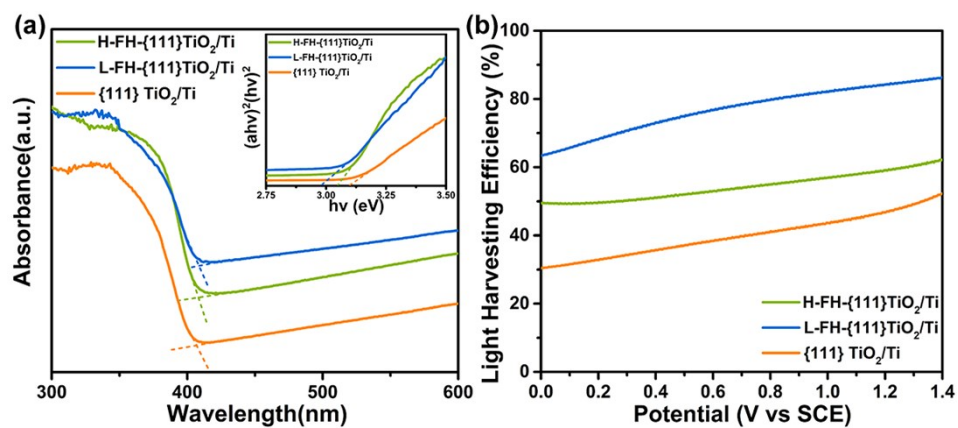 (a)
H-FH-{111}TiO2/Ti
L-FH-{111}TiO2/Ti
{111} TiO2/Ti
Absorbance(a.u.)
300 400 500 600
Wavelength(nm)
H-FH-{111}TiO2/Ti
L-FH-{111}TiO2/Ti
{111} TiO2/Ti
(ahv)2(hv)2
2.75 3.00 3.25 3.50
hv (eV)
(b)
Light Harvesting Efficiency (%)
100
80
60
40
20
0
H-FH-{111}TiO2/Ti
L-FH-{111}TiO2/Ti
{111} TiO2/Ti
0.0 0.2 0.4 0.6 0.8 1.0 1.2 1.4
Potential (V vs SCE)